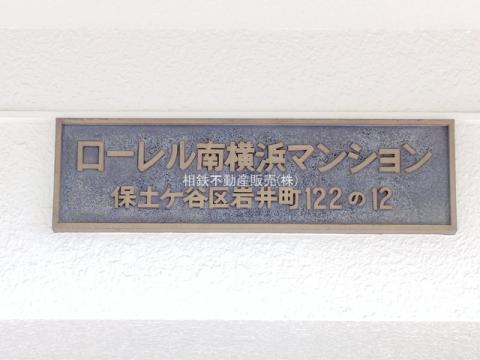 ローレル南横浜マンション
相鉄不動産販売(株)
保土ケ谷区岩井町122の12